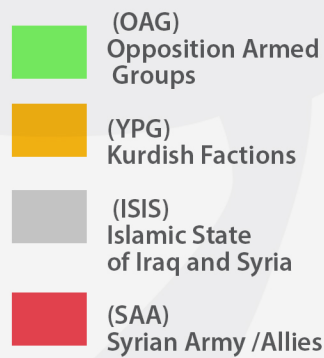 (OAG)
Opposition Armed
Groups
(YPG)
Kurdish Factions
(ISIS)
Islamic State
of Iraq and Syria
(SAA)
Syrian Army /Allies